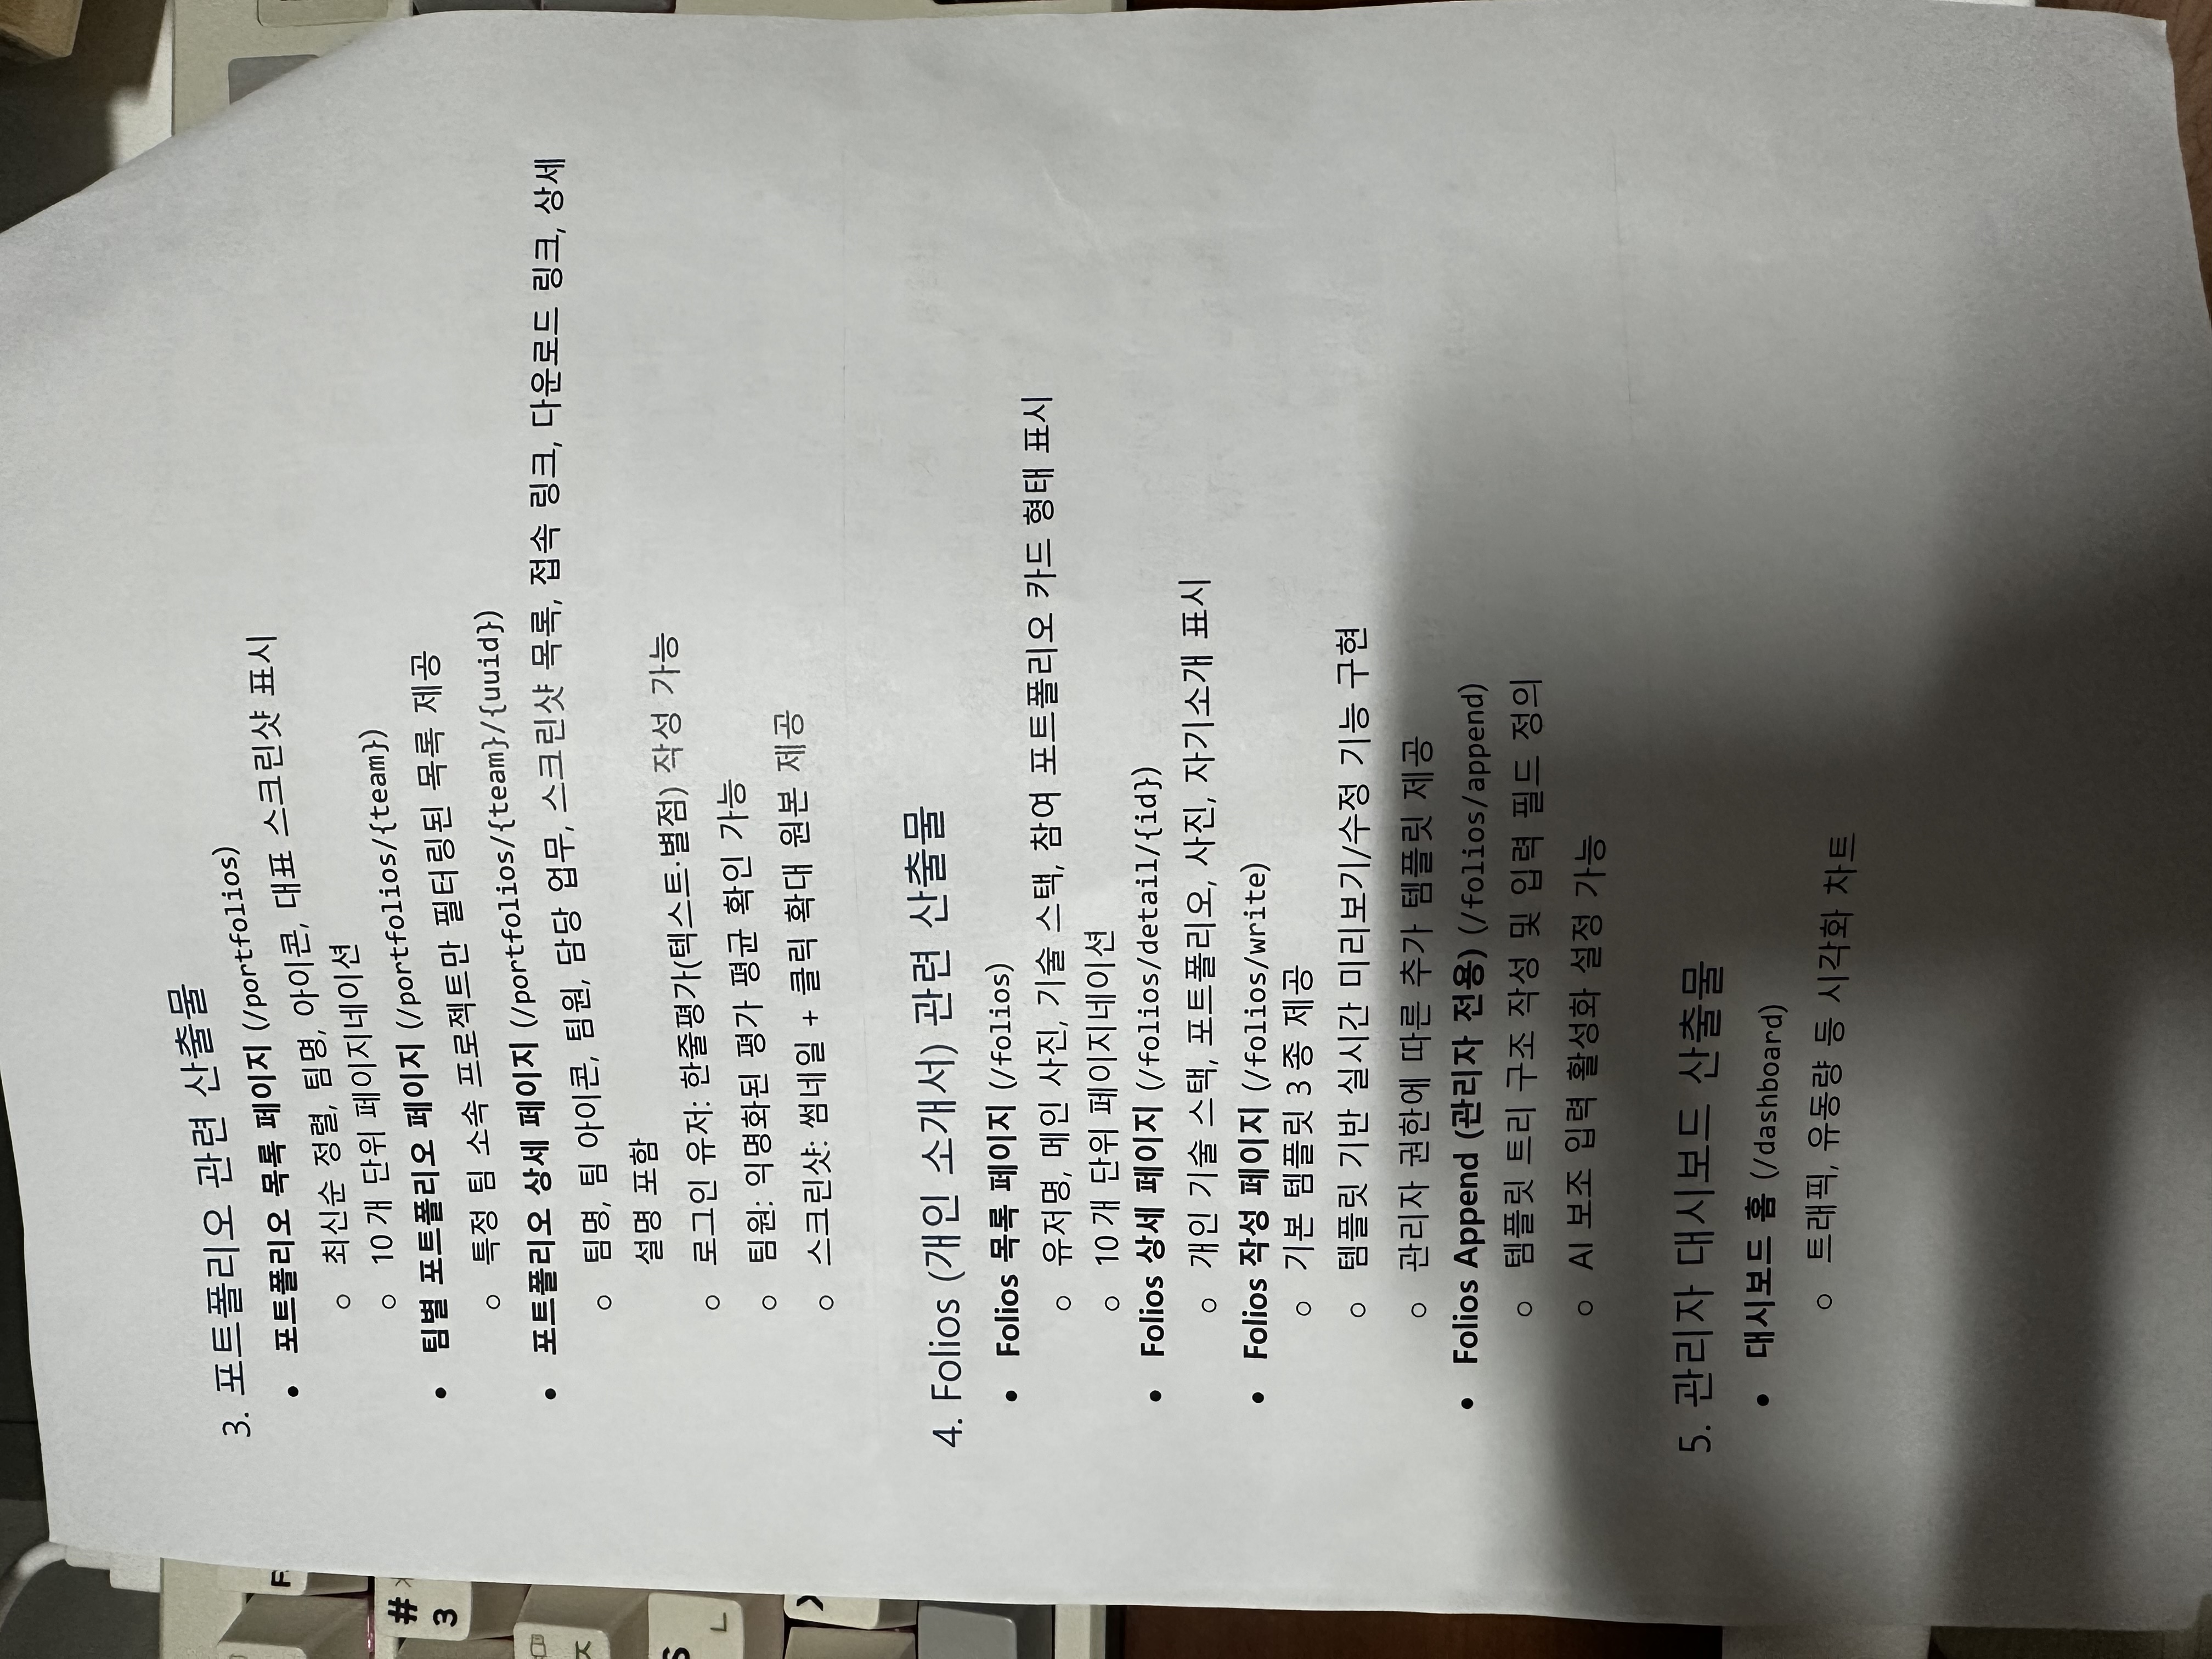 3. 포트폴리오 관련 산출물
• 포트폴리오 목록 페이지 (/portfolios)
○ 최신순 정렬, 팀명, 아이콘, 대표 스크린샷 표시
○ 10개 단위 페이지네이션
• 팀별 포트폴리오 페이지 (/portfolios/{team})
○ 특정 팀 소속 프로젝트만 필터링된 목록 제공
• 포트폴리오 상세 페이지 (/portfolios/{team}/{uuid})
○ 팀명, 팀 아이콘, 팀원, 담당 업무, 스크린샷 목록, 접속 링크, 다운로드 링크, 상세
설명 포함
○ 로그인 유저: 한줄평가(텍스트·별점) 작성 가능
○ 팀원: 익명화된 평가 평균 확인 가능
○ 스크린샷: 썸네일 + 클릭 확대 원본 제공
4. Folios (개인 소개서) 관련 산출물
• Folios 목록 페이지 (/folios)
○ 유저명, 메인 사진, 기술 스택, 참여 포트폴리오 카드 형태 표시
○ 10개 단위 페이지네이션
• Folios 상세 페이지 (/folios/detail/{id})
○ 개인 기술 스택, 포트폴리오, 사진, 자기소개 표시
• Folios 작성 페이지 (/folios/write)
○ 기본 템플릿 3종 제공
○ 템플릿 기반 실시간 미리보기/수정 기능 구현
○ 관리자 권한에 따른 추가 템플릿 제공
• Folios Append (관리자 전용) (/folios/append)
○ 템플릿 트리 구조 작성 및 입력 필드 정의
○ AI 보조 입력 활성화 설정 가능
5. 관리자 대시보드 산출물
• 대시보드 홈 (/dashboard)
○ 트래픽, 유동량 등 시각화 차트
#
3
ㄴ